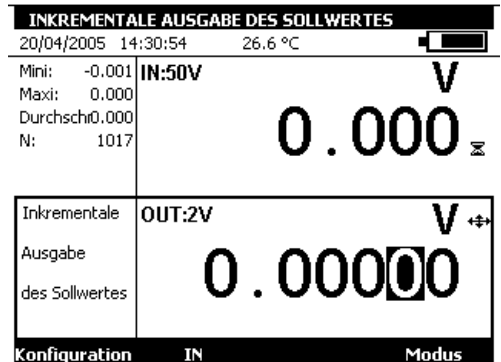 INKREMENTALE AUSGABE DES SOLLWERTES
20/04/2005 14:30:54 26.6 °C
Mini: -0.001
Maxi: 0.000
Durchschn0.000
N: 1017
IN:50V
V
0.000
Inkrementale
Ausgabe
des Sollwertes
OUT:2V
V
0.00000
Konfiguration IN Modus